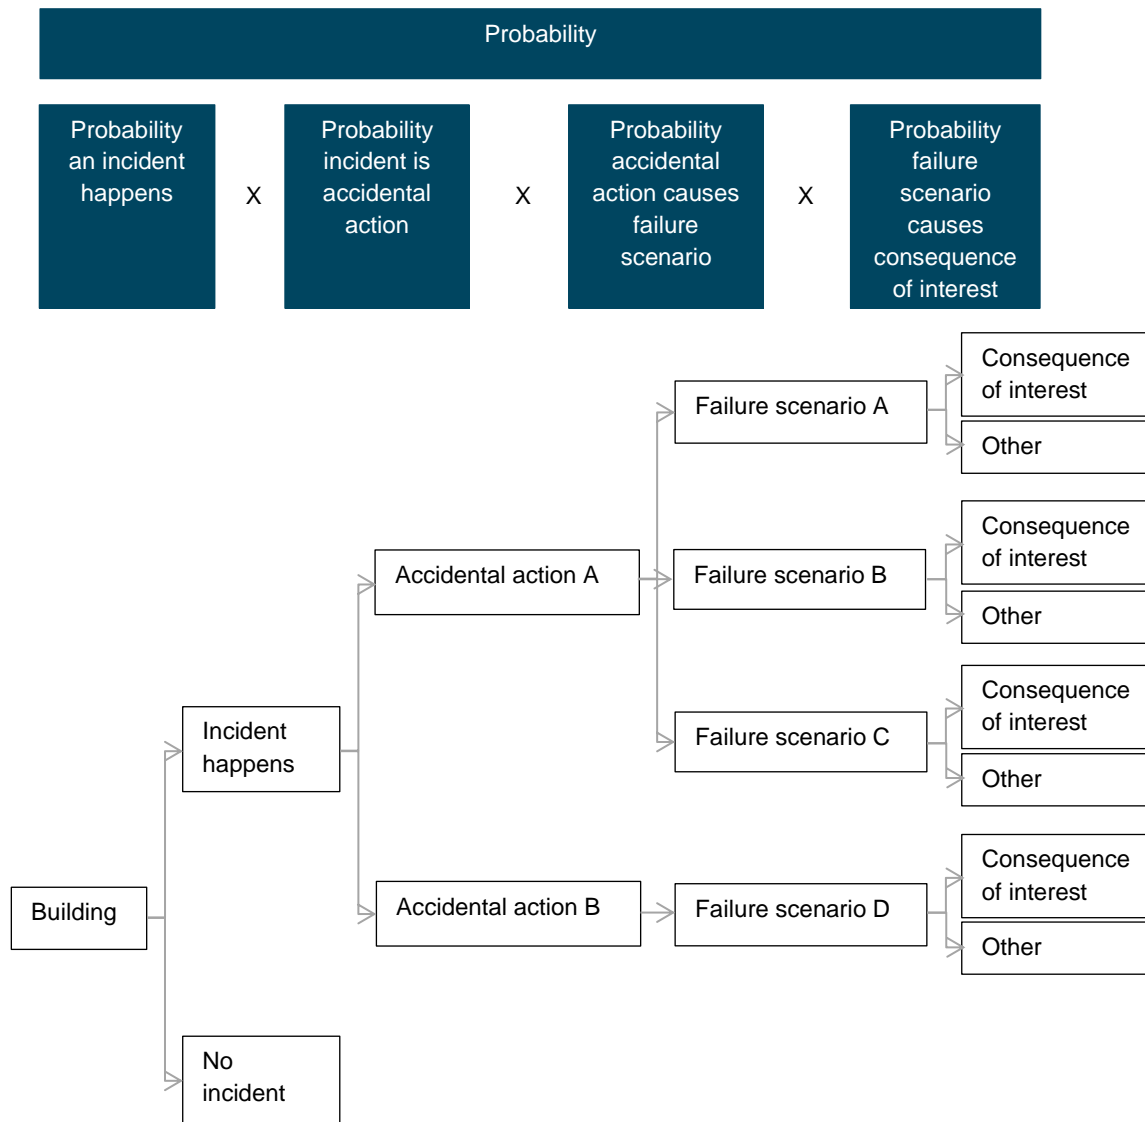 Probability
Probability
an incident
happens
X
Probability
incident is
accidental
action
X
Probability
accidental
action causes
failure
scenario
X
Probability
failure
scenario
causes
consequence
of interest
Consequence
of interest
Failure scenario A
Other
Consequence
of interest
Accidental action A
Failure scenario B
Other
Consequence
of interest
Incident
happens
Failure scenario C
Other
Consequence
of interest
Building
Accidental action B
Failure scenario D
Other
No
incident